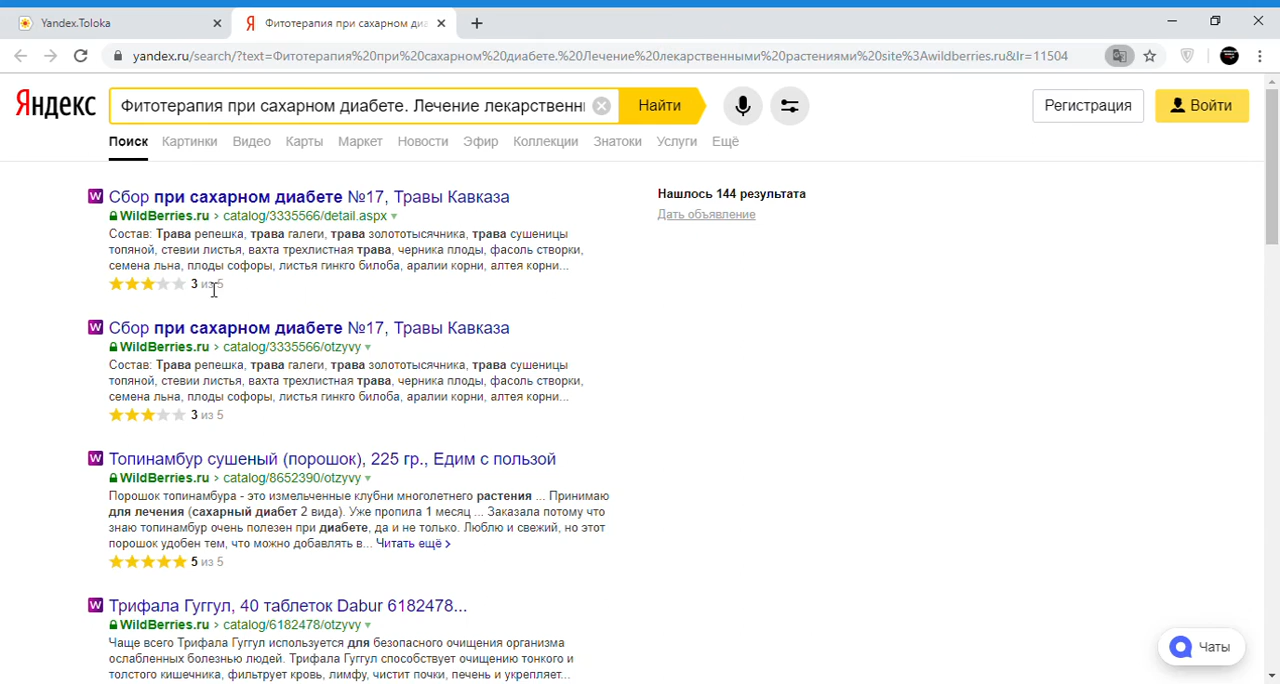 Yandex.Toloka
Фитотерапия при сахарном диа
yandex.ru/search/?text=Фитотерапия%20при%20сахарном%20диабете.%20Лечение%20лекарственными%20растениями%20site%3Awildberries.ru&lr=11504
Яндекс
Фитотерапия при сахарном диабете. Лечение лекарственн
Найти
Регистрация
Войти
Поиск Картинки Видео Карты Маркет Новости Эфир Коллекции Знатоки Услуги Ещё
Сбор при сахарном диабете №17, Травы Кавказа
WildBerries.ru › catalog/3335566/detail.aspx
Состав: Трава репешка, трава галеги, трава золототысячника, трава сушеницы
топяной, стевии листья, вахта трехлистная трава, черника плоды, фасоль створки,
семена льна, плоды софоры, листья гинкго билоба, аралии корни, алтея корни...
3 из 5
Нашлось 144 результата
Дать объявление
Сбор при сахарном диабете №17, Травы Кавказа
WildBerries.ru › catalog/3335566/otzyvy
Состав: Трава репешка, трава галеги, трава золототысячника, трава сушеницы
топяной, стевии листья, вахта трехлистная трава, черника плоды, фасоль створки,
семена льна, плоды софоры, листья гинкго билоба, аралии корни, алтея корни...
3 из 5
Топинамбур сушеный (порошок), 225 гр., Едим с пользой
WildBerries.ru › catalog/8652390/otzyvy
Порошок топинамбура - это измельченные клубни многолетнего растения ... Принимаю
для лечения (сахарный диабет 2 вида). Уже пропила 1 месяц ... Заказала потому что
знаю топинамбур очень полезен при диабете, да и не только. Люблю и свежий, но этот
порошок удобен тем, что можно добавлять в... Читать ещё ›
5 из 5
Трифала Гуггул, 40 таблеток Dabur 6182478...
WildBerries.ru › catalog/6182478/otzyvy
Чаще всего Трифала Гуггул используется для безопасного очищения организма
ослабленных болезнью людей. Трифала Гуггул способствует очищению тонкого и
толстого кишечника, фильтрует кровь, лимфу, чистит почки, печень и укрепляет...
Чаты